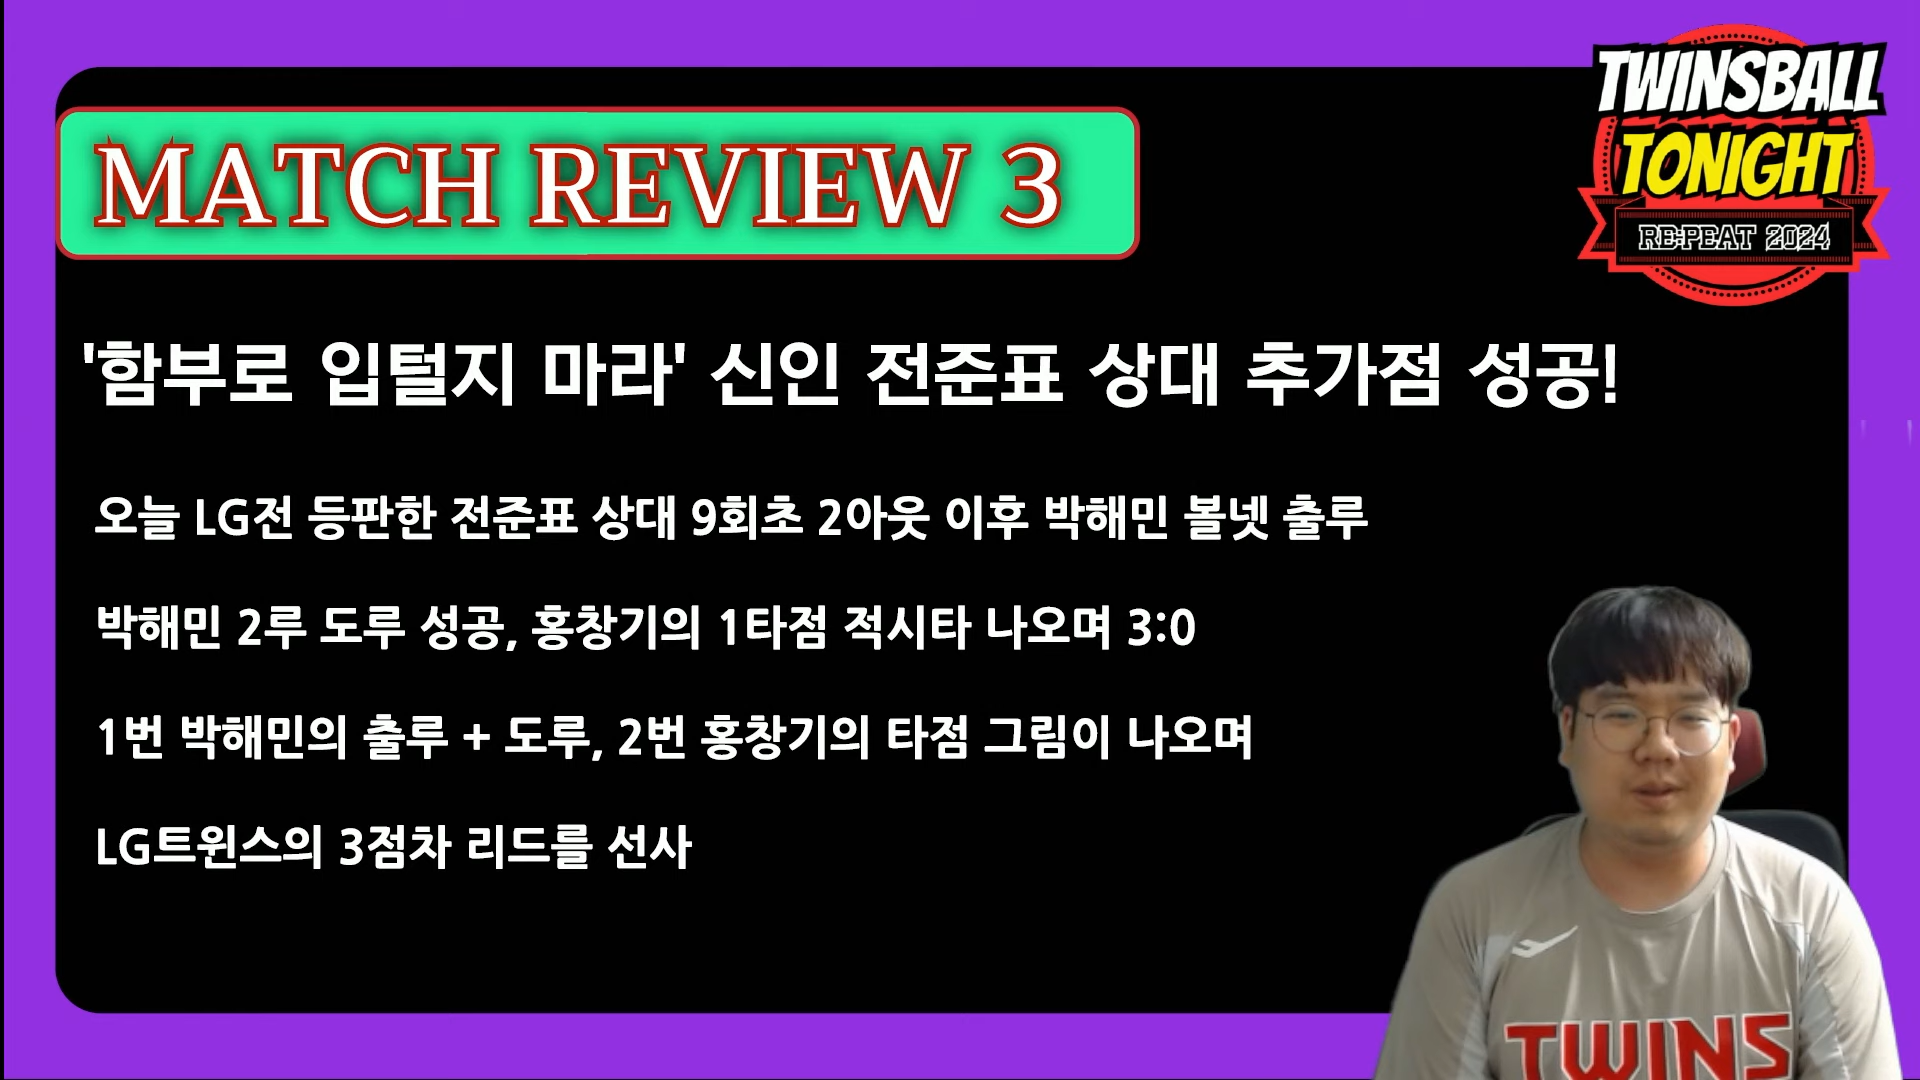 TWINSBALL
TONIGHT
RE:PEAT 2024
MATCH REVIEW 3
'함부로 입털지 마라' 신인 전준표 상대 추가점 성공!
오늘 LG전 등판한 전준표 상대 9회초 2아웃 이후 박해민 볼넷 출루
박해민 2루 도루 성공, 홍창기의 1타점 적시타 나오며 3:0
1번 박해민의 출루 + 도루, 2번 홍창기의 타점 그림이 나오며
LG트윈스의 3점차 리드를 선사
TWINS